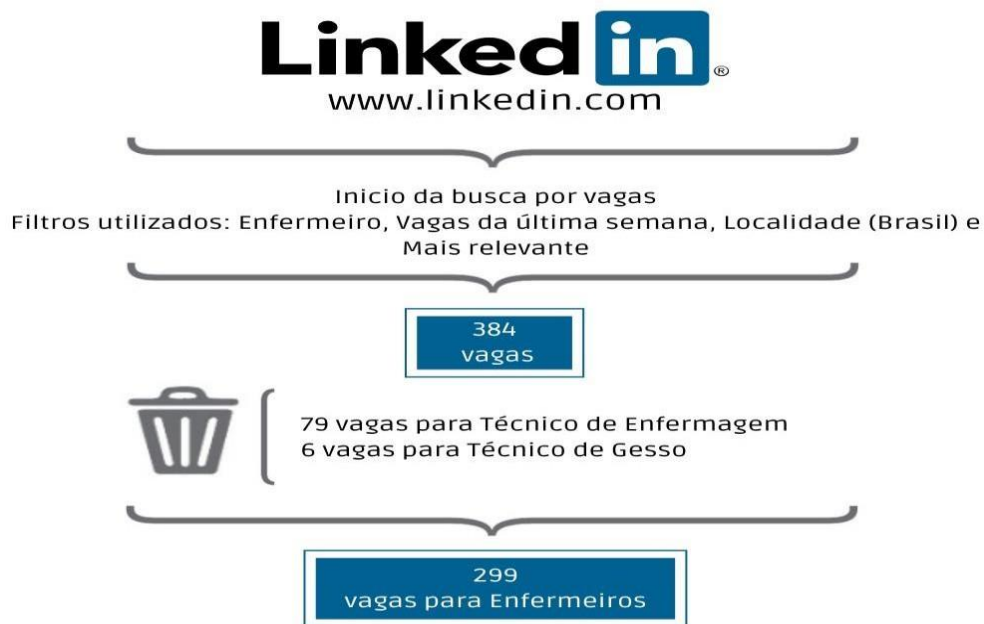 Linked in®
www.linkedin.com
Inicio da busca por vagas
Filtros utilizados: Enfermeiro, Vagas da última semana, Localidade (Brasil) e
Mais relevante
384
vagas
79 vagas para Técnico de Enfermagem
6 vagas para Técnico de Gesso
299
vagas para Enfermeiros